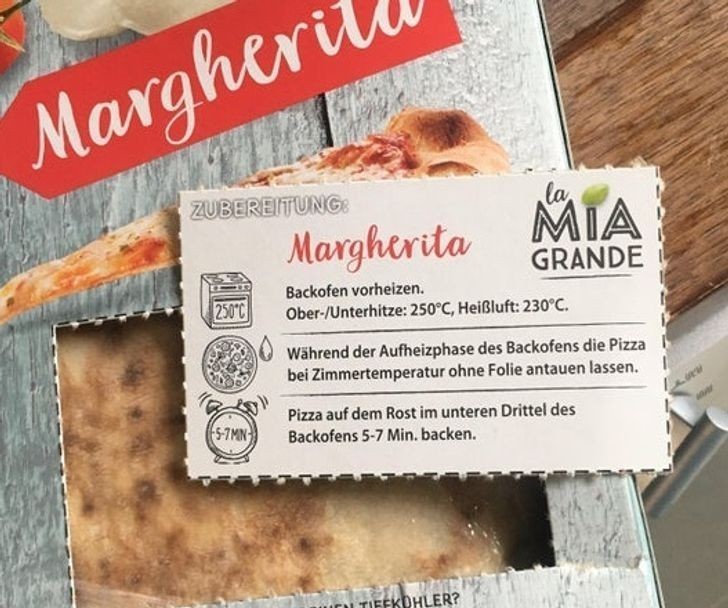 Margherita
ZUBEREITUNG:
la
MIA
GRANDE
Margherita
250°C
Backofen vorheizen.
Ober-/Unterhitze: 250°C, Heißluft: 230°C.
Während der Aufheizphase des Backofens die Pizza
bei Zimmertemperatur ohne Folie antauen lassen.
5-7 MIN
Pizza auf dem Rost im unteren Drittel des
Backofens 5-7 Min. backen.
TIEFKÜHLER?